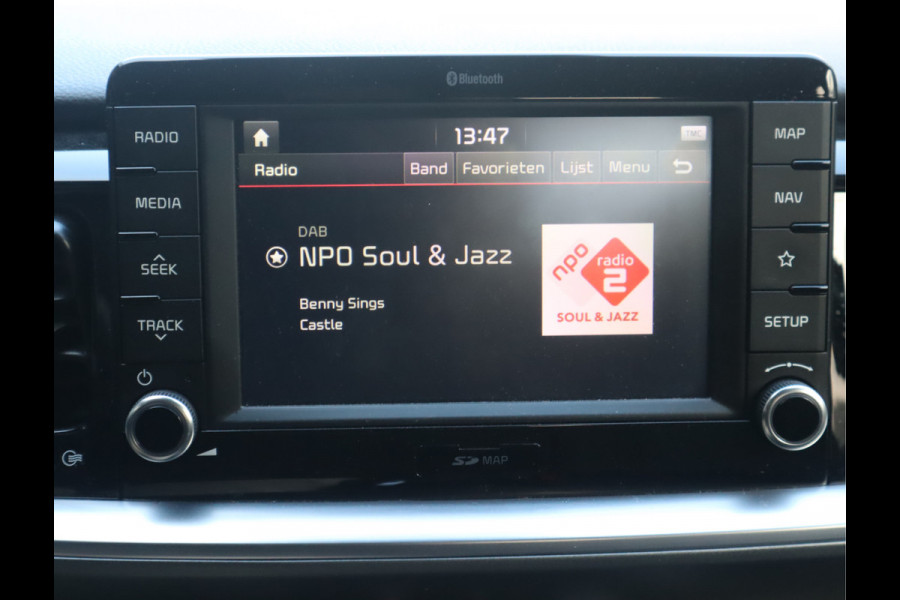 Bluetooth
RADIO
MEDIA
SEEK
TRACK
13:47
TMC
Radio
Band Favorieten Lijst Menu
DAB
NPO Soul & Jazz
Benny Sings
Castle
npo
radio
2
SOUL & JAZZ
MAP
NAV
SETUP
SD MAP